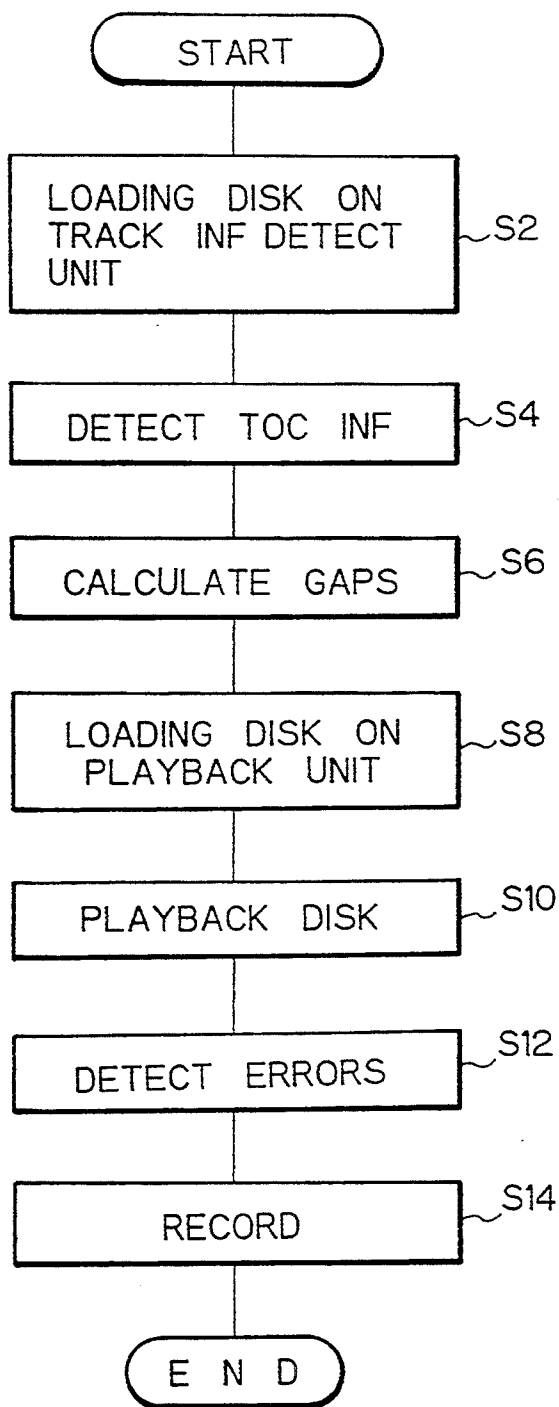 START
LOADING DISK ON
TRACK INF DETECT
UNIT
S2
DETECT TOC INF
S4
CALCULATE GAPS
S6
LOADING DISK ON
PLAYBACK UNIT
S8
PLAYBACK DISK
S10
DETECT ERRORS
S12
RECORD
S14
E N D